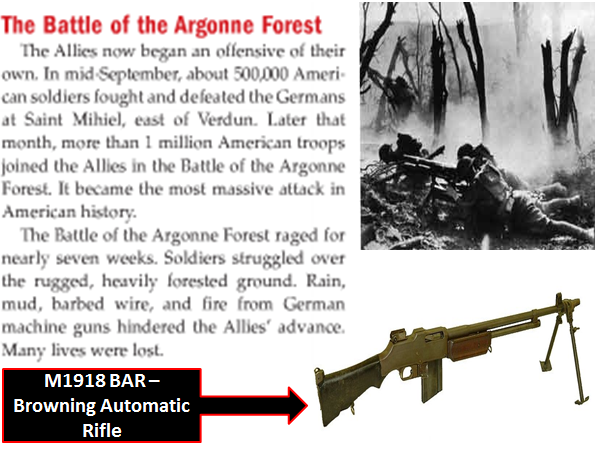 The Battle of the Argonne Forest
The Allies now began an offensive of their
own. In mid-September, about 500,000 Ameri-
can soldiers fought and defeated the Germans
at Saint Mihiel, east of Verdun. Later that
month, more than 1 million American troops
joined the Allies in the Battle of the Argonne
Forest. It became the most massive attack in
American history.
The Battle of the Argonne Forest raged for
nearly seven weeks. Soldiers struggled over
the rugged, heavily forested ground. Rain,
mud, barbed wire, and fire from German
machine guns hindered the Allies' advance.
Many lives were lost.
M1918 BAR –
Browning Automatic
Rifle